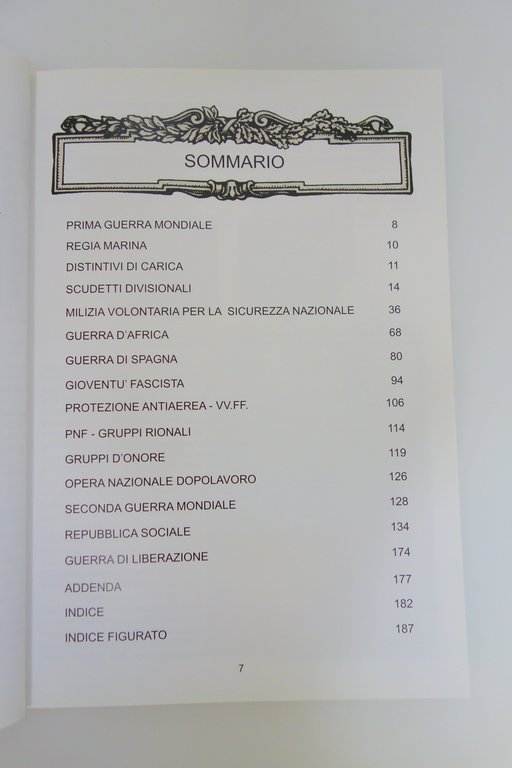 SOMMARIO
PRIMA GUERRA MONDIALE 8
REGIA MARINA 10
DISTINTIVI DI CARICA 11
SCUDETTI DIVISIONALI 14
MILIZIA VOLONTARIA PER LA SICUREZZA NAZIONALE 36
GUERRA D'AFRICA 68
GUERRA DI SPAGNA 80
GIOVENTU' FASCISTA 94
PROTEZIONE ANTIAEREA - VV.FF. 106
PNF - GRUPPI RIONALI 114
GRUPPI D'ONORE 119
OPERA NAZIONALE DOPOLAVORO 126
SECONDA GUERRA MONDIALE 128
REPUBBLICA SOCIALE 134
GUERRA DI LIBERAZIONE 174
ADDENDA 177
INDICE 182
INDICE FIGURATO 187
7